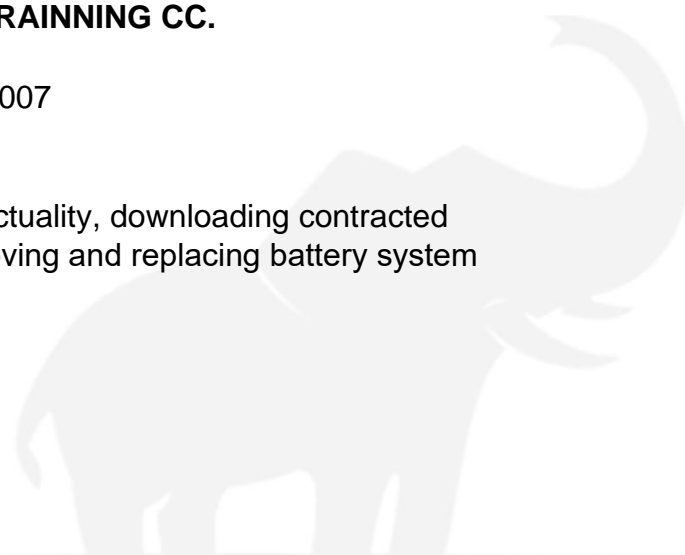 RAINNING CC.
007
ctuality, downloading contracted
ving and replacing battery system